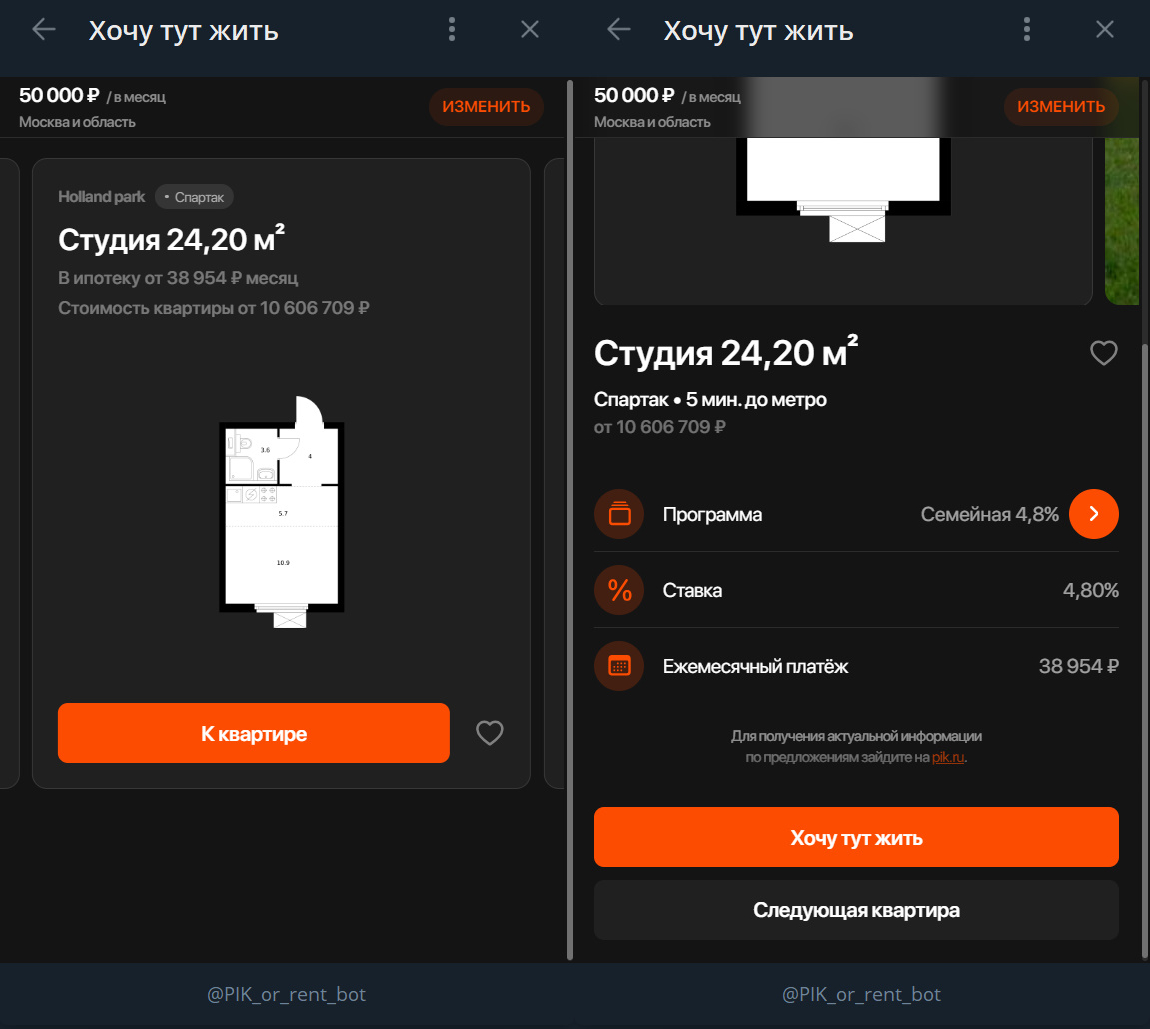 Хочу тут жить
50 000 ₽ / в месяц
ИЗМЕНИТЬ
Москва и область
Holland park • Спартак
Студия 24,20 м²
В ипотеку от 38 954 ₽ месяц
Стоимость квартиры от 10 606 709 ₽
3.6
4
5.7
10.9
К квартире
@PIK_or_rent_bot
Хочу тут жить
50 000 ₽ / в месяц
ИЗМЕНИТЬ
Москва и область
Студия 24,20 м²
Спартак • 5 мин. до метро
от 10 606 709 ₽
Программа Семейная 4,8%
% Ставка 4,80%
Ежемесячный платёж 38 954 ₽
Для получения актуальной информации
по предложениям зайдите на pik.ru.
Хочу тут жить
Следующая квартира
@PIK_or_rent_bot